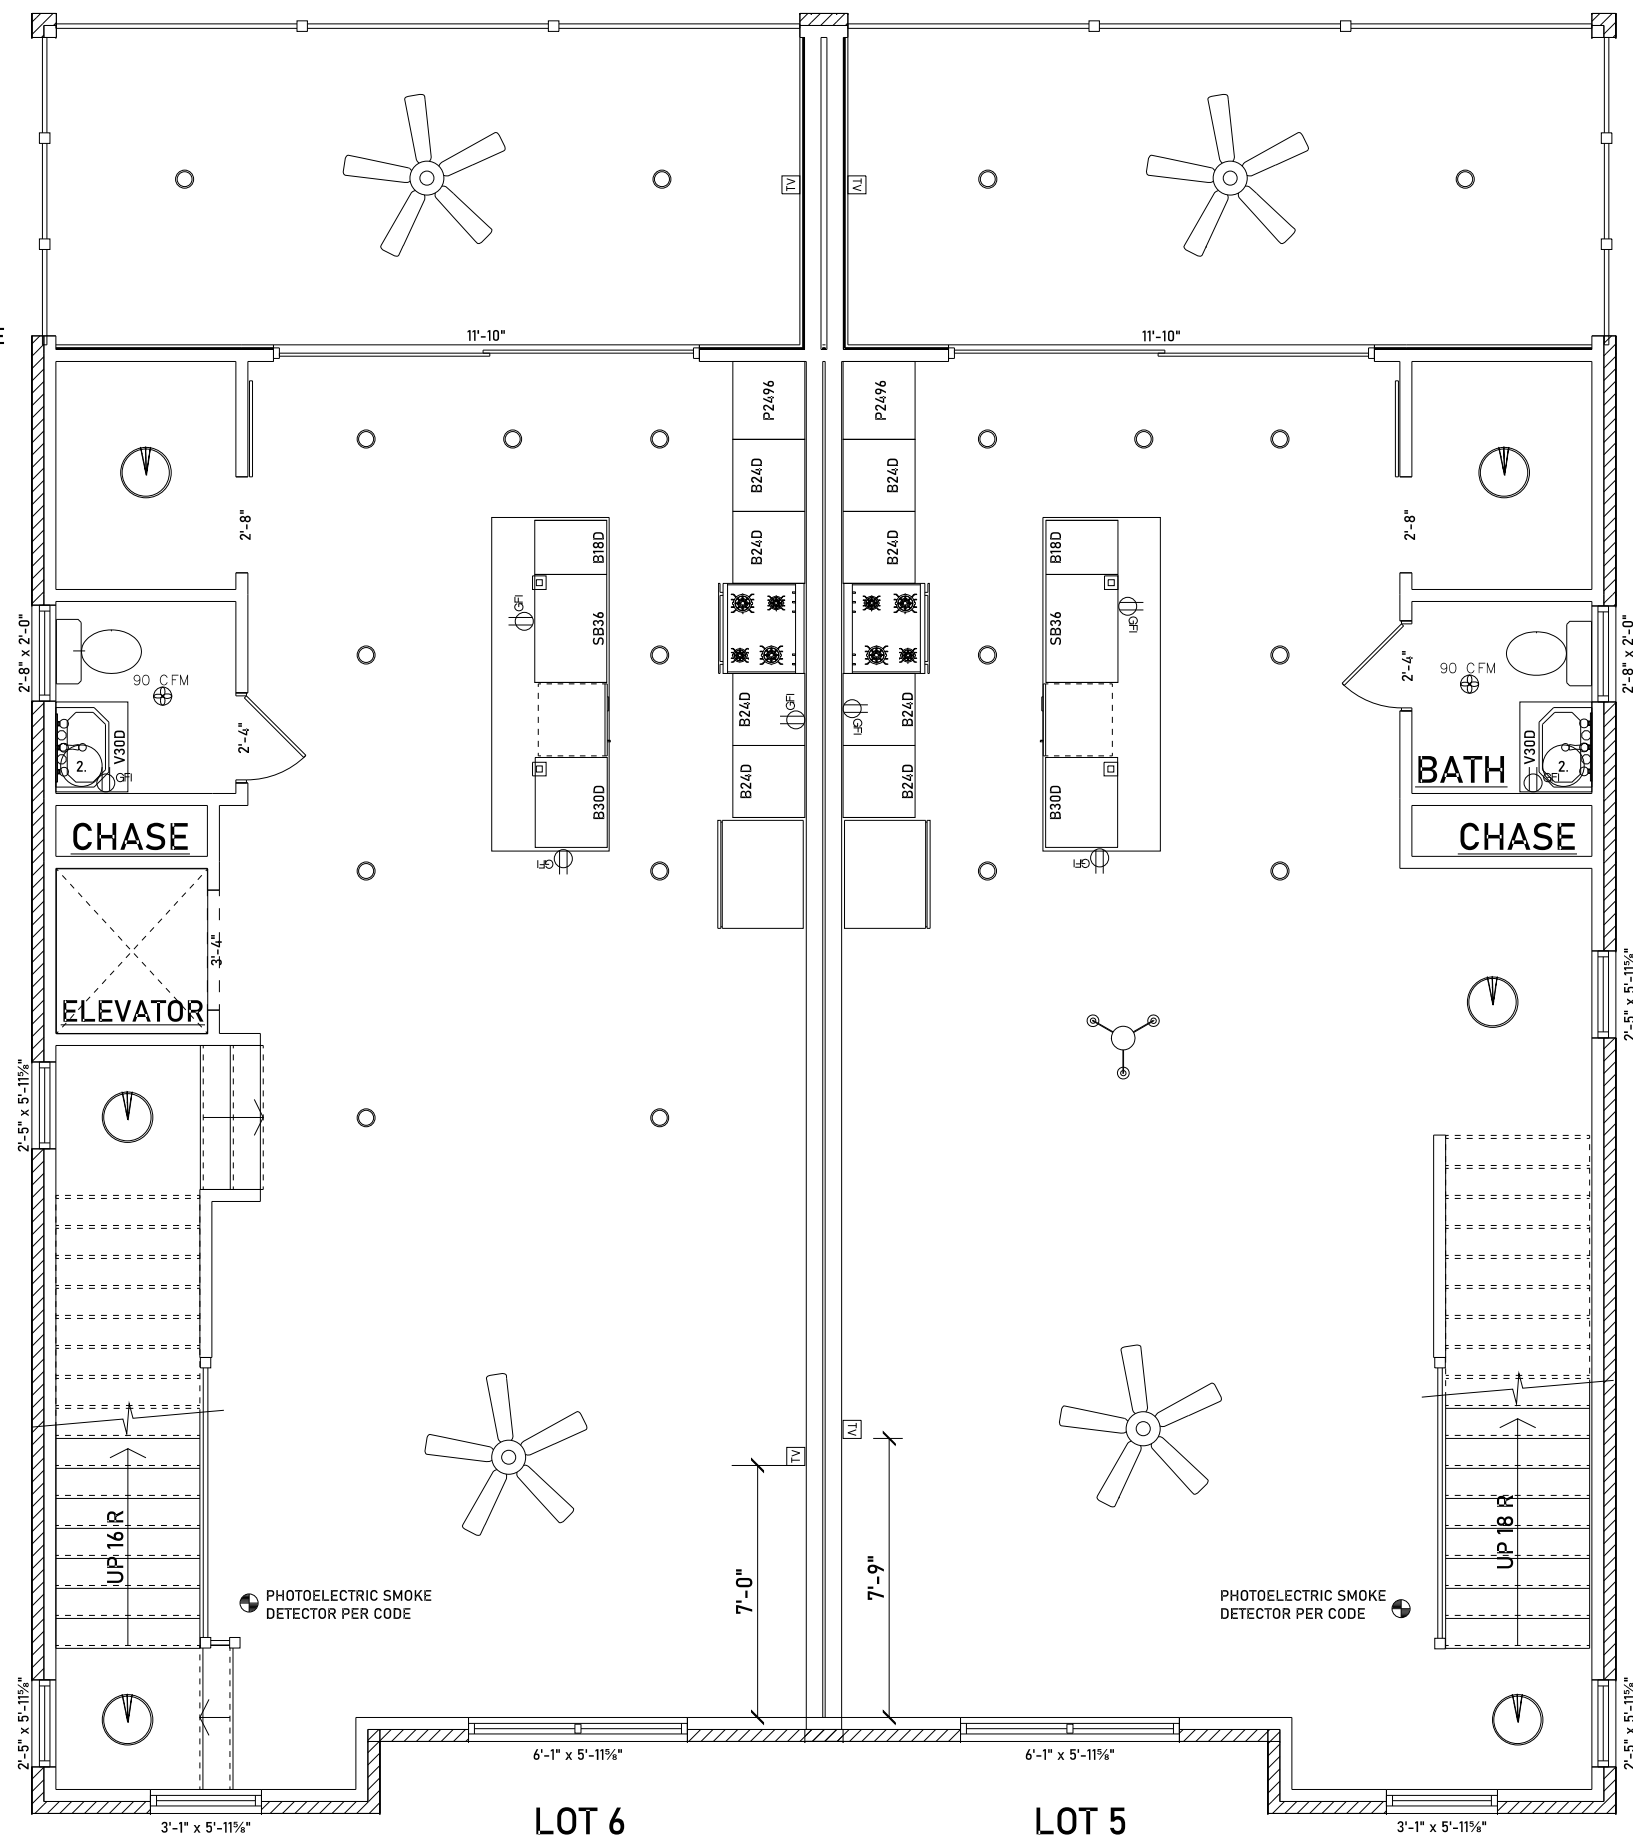 TV
TV
11'-10"
11'-10"
P2496
P2496
B24D
B24D
2'-8"
B18D
B24D
B18D
B24D
2'-8"
GFI
SB36
SB36
GFI
2'-8" x 2'-0"
90 CFM
2'-4"
90 CFM
2'-8" x 2'-0"
B24D
GFI
GFI
B24D
V30D
2'-4"
V30D
2.
GFI
BATH
2.
GFI
B30D
B24D
B24D
B30D
CHASE
CHASE
GFI
GFI
3'-4"
ELEVATOR
2'-5" x 5'-11⅝"
2'-5" x 5'-11⅝"
TV
TV
UP 16 R
UP 18 R
7'-0"
7'-9"
PHOTOELECTRIC SMOKE
DETECTOR PER CODE
PHOTOELECTRIC SMOKE
DETECTOR PER CODE
2'-5" x 5'-11⅝"
2'-5" x 5'-11⅝"
6'-1" x 5'-11⅝"
6'-1" x 5'-11⅝"
3'-1" x 5'-11⅝"
3'-1" x 5'-11⅝"
LOT 6
LOT 5